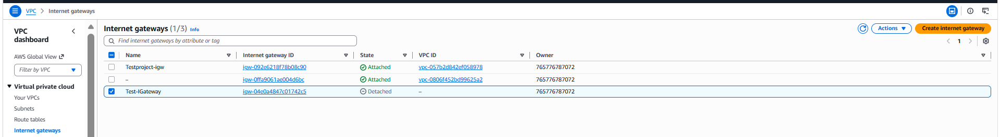 VPC > Internet gateways
VPC dashboard
AWS Global View
Filter by VPC
Virtual private cloud
Your VPCs
Subnets
Route tables
Internet gateways
Internet gateways (1/3) Info
Actions
Create internet gateway
Find internet gateways by attribute or tag
1
Name Internet gateway ID State VPC ID Owner
Testproject-igw igw-092e6218f78b08c90 Attached vpc-057b2d842ef058978 765776787072
– igw-0ffa9061ae004d6bc Attached vpc-0806f452bd99625a2 765776787072
Test-IGateway igw-04e0a4847c01742c5 Detached – 765776787072